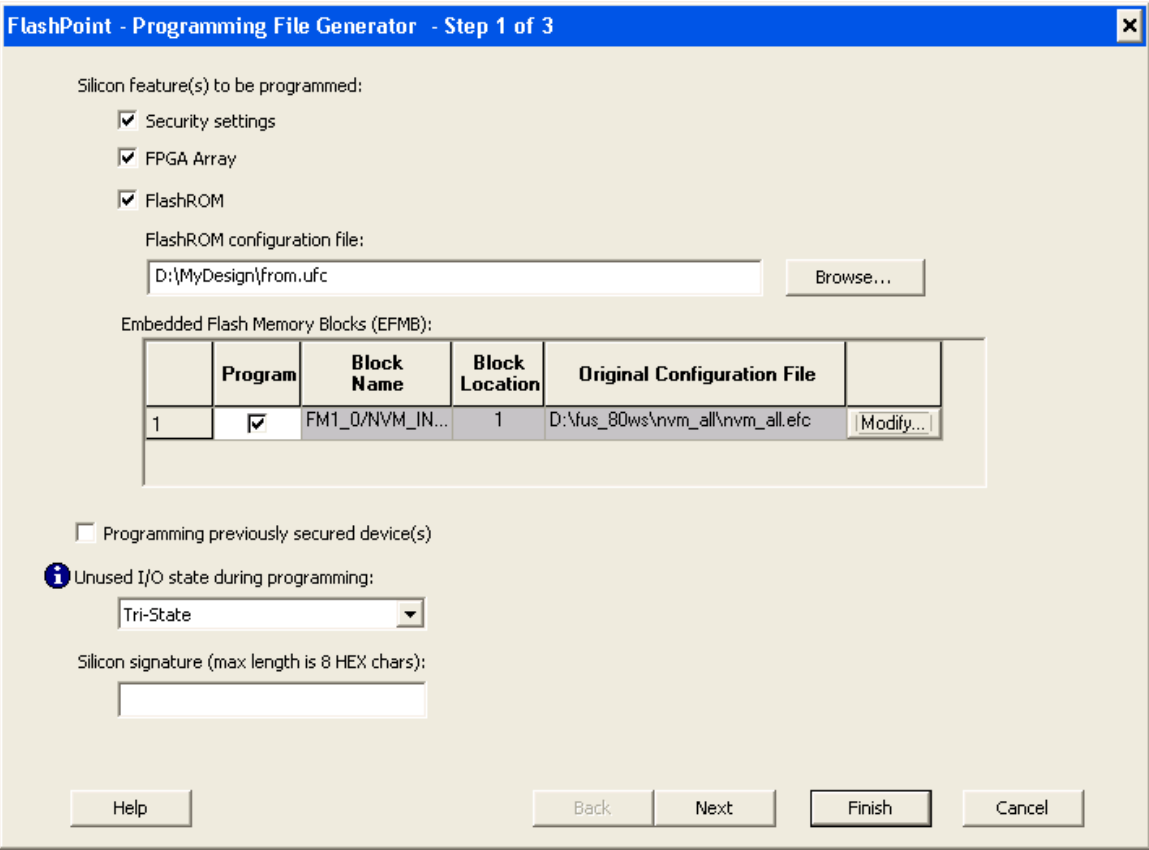 FlashPoint - Programming File Generator - Step 1 of 3
Silicon feature(s) to be programmed:
Security settings
FPGA Array
FlashROM
FlashROM configuration file:
D:\MyDesign\from.ufc
Browse...
Embedded Flash Memory Blocks (EFMB):
Program Block Name Block Location Original Configuration File
1 FM1_0/NVM_IN... 1 D:\fus_80ws\nvm_all\nvm_all.efc Modify...
Programming previously secured device(s)
Unused I/O state during programming:
Tri-State
Silicon signature (max length is 8 HEX chars):
Help Back Next Finish Cancel